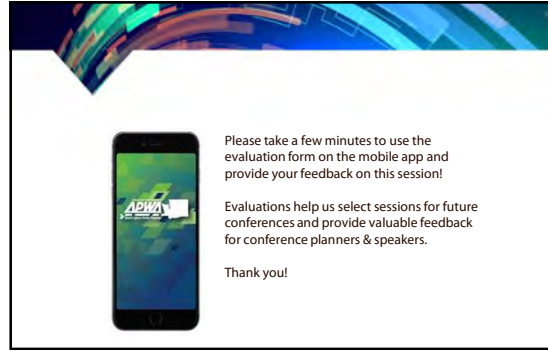 Please take a few minutes to use the
evaluation form on the mobile app and
provide your feedback on this session!
Evaluations help us select sessions for future
conferences and provide valuable feedback
for conference planners & speakers.
Thank you!
APWA